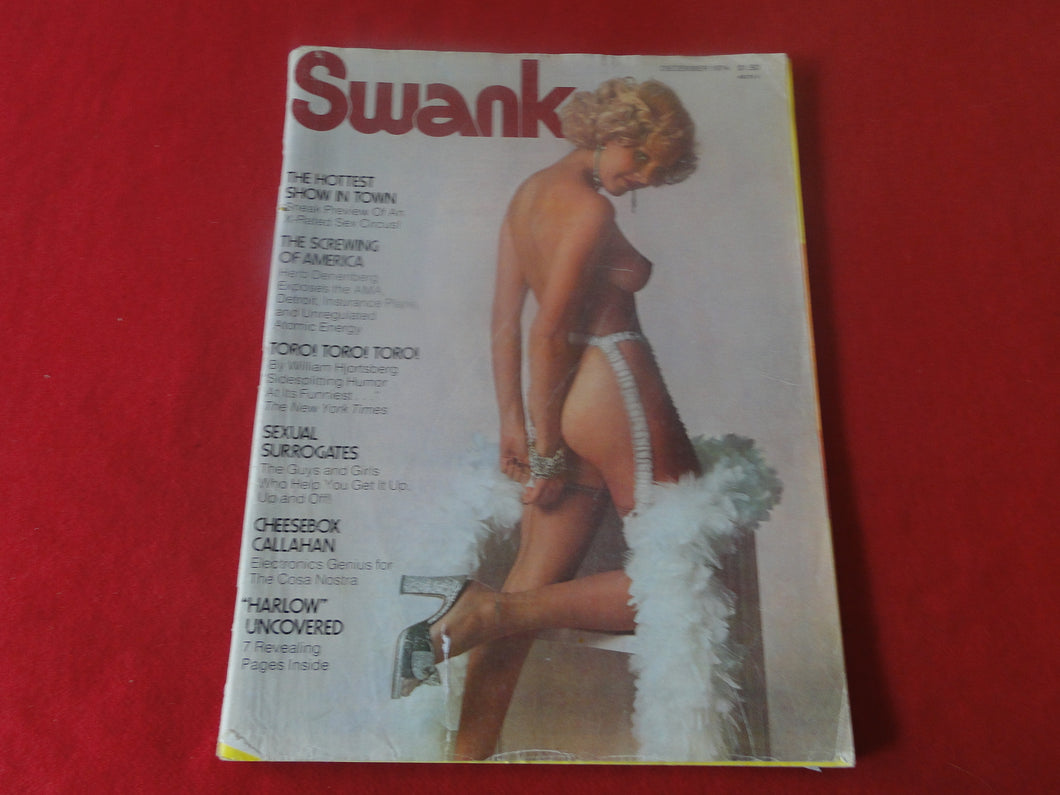 Swank
DECEMBER 1974 $1.50
THE HOTTEST
SHOW IN TOWN
Sneak Preview Of An
X-Rated Sex Circus!
THE SCREWING
OF AMERICA
Herb Denenberg
Exposes the AMA,
Detroit, Insurance Plans,
and Unregulated
Atomic Energy
TORO! TORO! TORO!
By William Hjortsberg
"Sidesplitting Humor
At Its Funniest . . ."
The New York Times
SEXUAL
SURROGATES
The Guys and Girls
Who Help You Get It Up,
Up and Off!
CHEESEBOX
CALLAHAN
Electronics Genius for
The Cosa Nostra
"HARLOW"
UNCOVERED
7 Revealing
Pages Inside